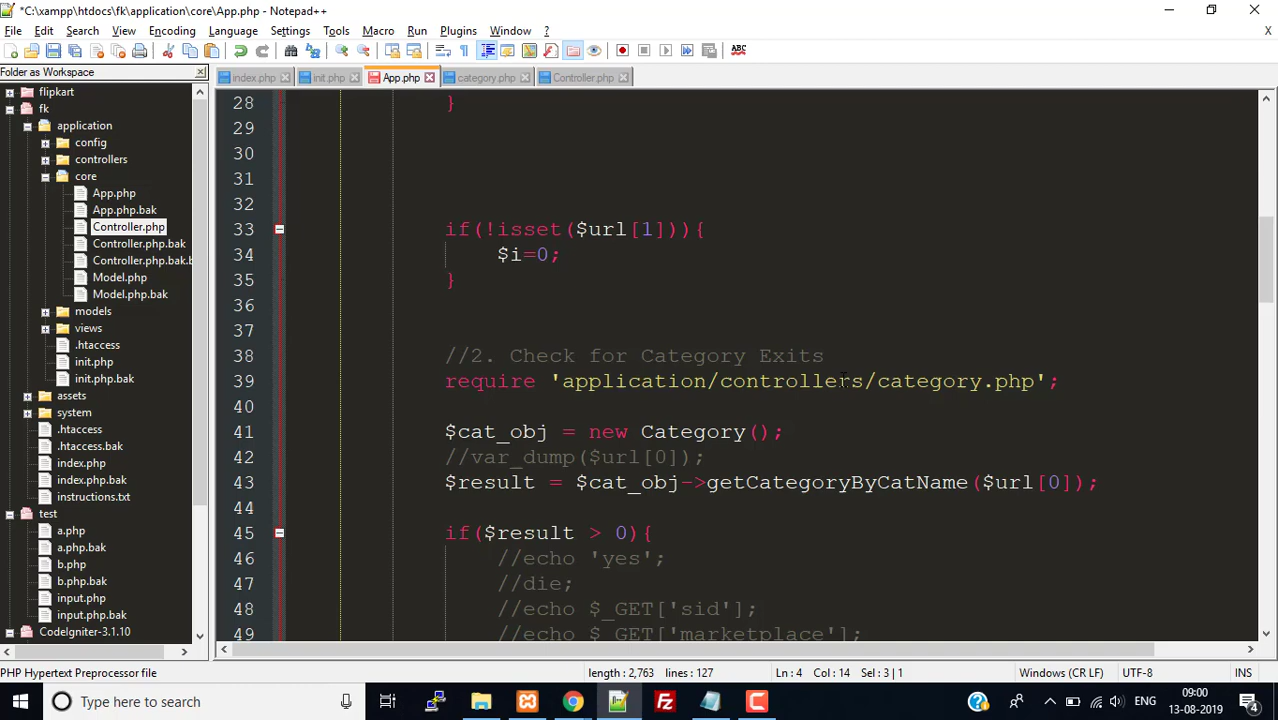 *C:\xampp\htdocs\fk\application\core\App.php - Notepad++
File Edit Search View Encoding Language Settings Tools Macro Run Plugins Window ?
X
Folder as Workspace
index.php init.php App.php category.php Controller.php
flipkart
fk
application
config
controllers
core
App.php
App.php.bak
Controller.php
Controller.php.bak
Controller.php.bak.b
Model.php
Model.php.bak
models
views
.htaccess
init.php
init.php.bak
assets
system
.htaccess
.htaccess.bak
index.php
index.php.bak
instructions.txt
test
a.php
a.php.bak
b.php
b.php.bak
input.php
input.php.bak
CodeIgniter-3.1.10
28 }
29
30
31
32
33 if(!isset($url[1])){
34 $i=0;
35 }
36
37
38 //2. Check for Category Exits
39 require 'application/controllers/category.php';
40
41 $cat_obj = new Category();
42 //var_dump($url[0]);
43 $result = $cat_obj->getCategoryByCatName($url[0]);
44
45 if($result > 0){
46 //echo 'yes';
47 //die;
48 //echo $_GET['sid'];
49 //echo $_GET['marketplace'];
PHP Hypertext Preprocessor file length : 2,763 lines : 127 Ln : 4 Col : 14 Sel : 3 | 1 Windows (CR LF) UTF-8 INS
Type here to search
ENG
09:00
13-08-2019
4